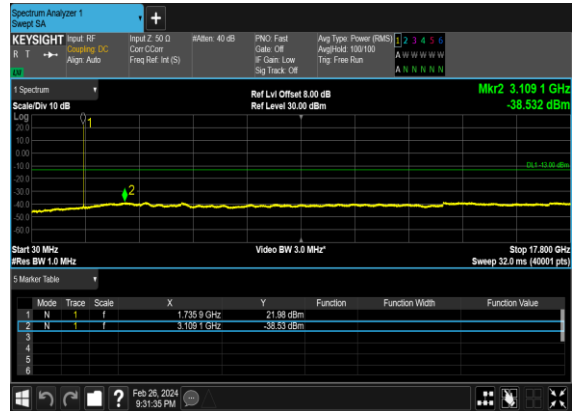 Spectrum Analyzer 1
Swept SA
+
KEYSIGHT
R T
LW
Input: RF
Coupling: DC
Align: Auto
Input Z: 50 Ω
Corr CCorr
Freq Ref: Int (S)
#Atten: 40 dB
PNO: Fast
Gate: Off
IF Gain: Low
Sig Track: Off
Avg Type: Power (RMS)
Avg|Hold: 100/100
Trig: Free Run
1 2 3 4 5 6
A W W W W W
A N N N N N
1 Spectrum
Scale/Div 10 dB
Ref Lvl Offset 8.00 dB
Ref Level 30.00 dBm
Mkr2 3.109 1 GHz
-38.532 dBm
Log
20.0
10.0
0.00
-10.0
-20.0
-30.0
-40.0
-50.0
-60.0
1
2
DL1 -13.00 dBm
Start 30 MHz
#Res BW 1.0 MHz
Video BW 3.0 MHz*
Stop 17.800 GHz
Sweep 32.0 ms (40001 pts)
5 Marker Table
Mode Trace Scale X Y Function Function Width Function Value
1 N 1 f 1.735 9 GHz 21.98 dBm
2 N 1 f 3.109 1 GHz -38.53 dBm
3
4
5
6
?
Feb 26, 2024
9:31:35 PM